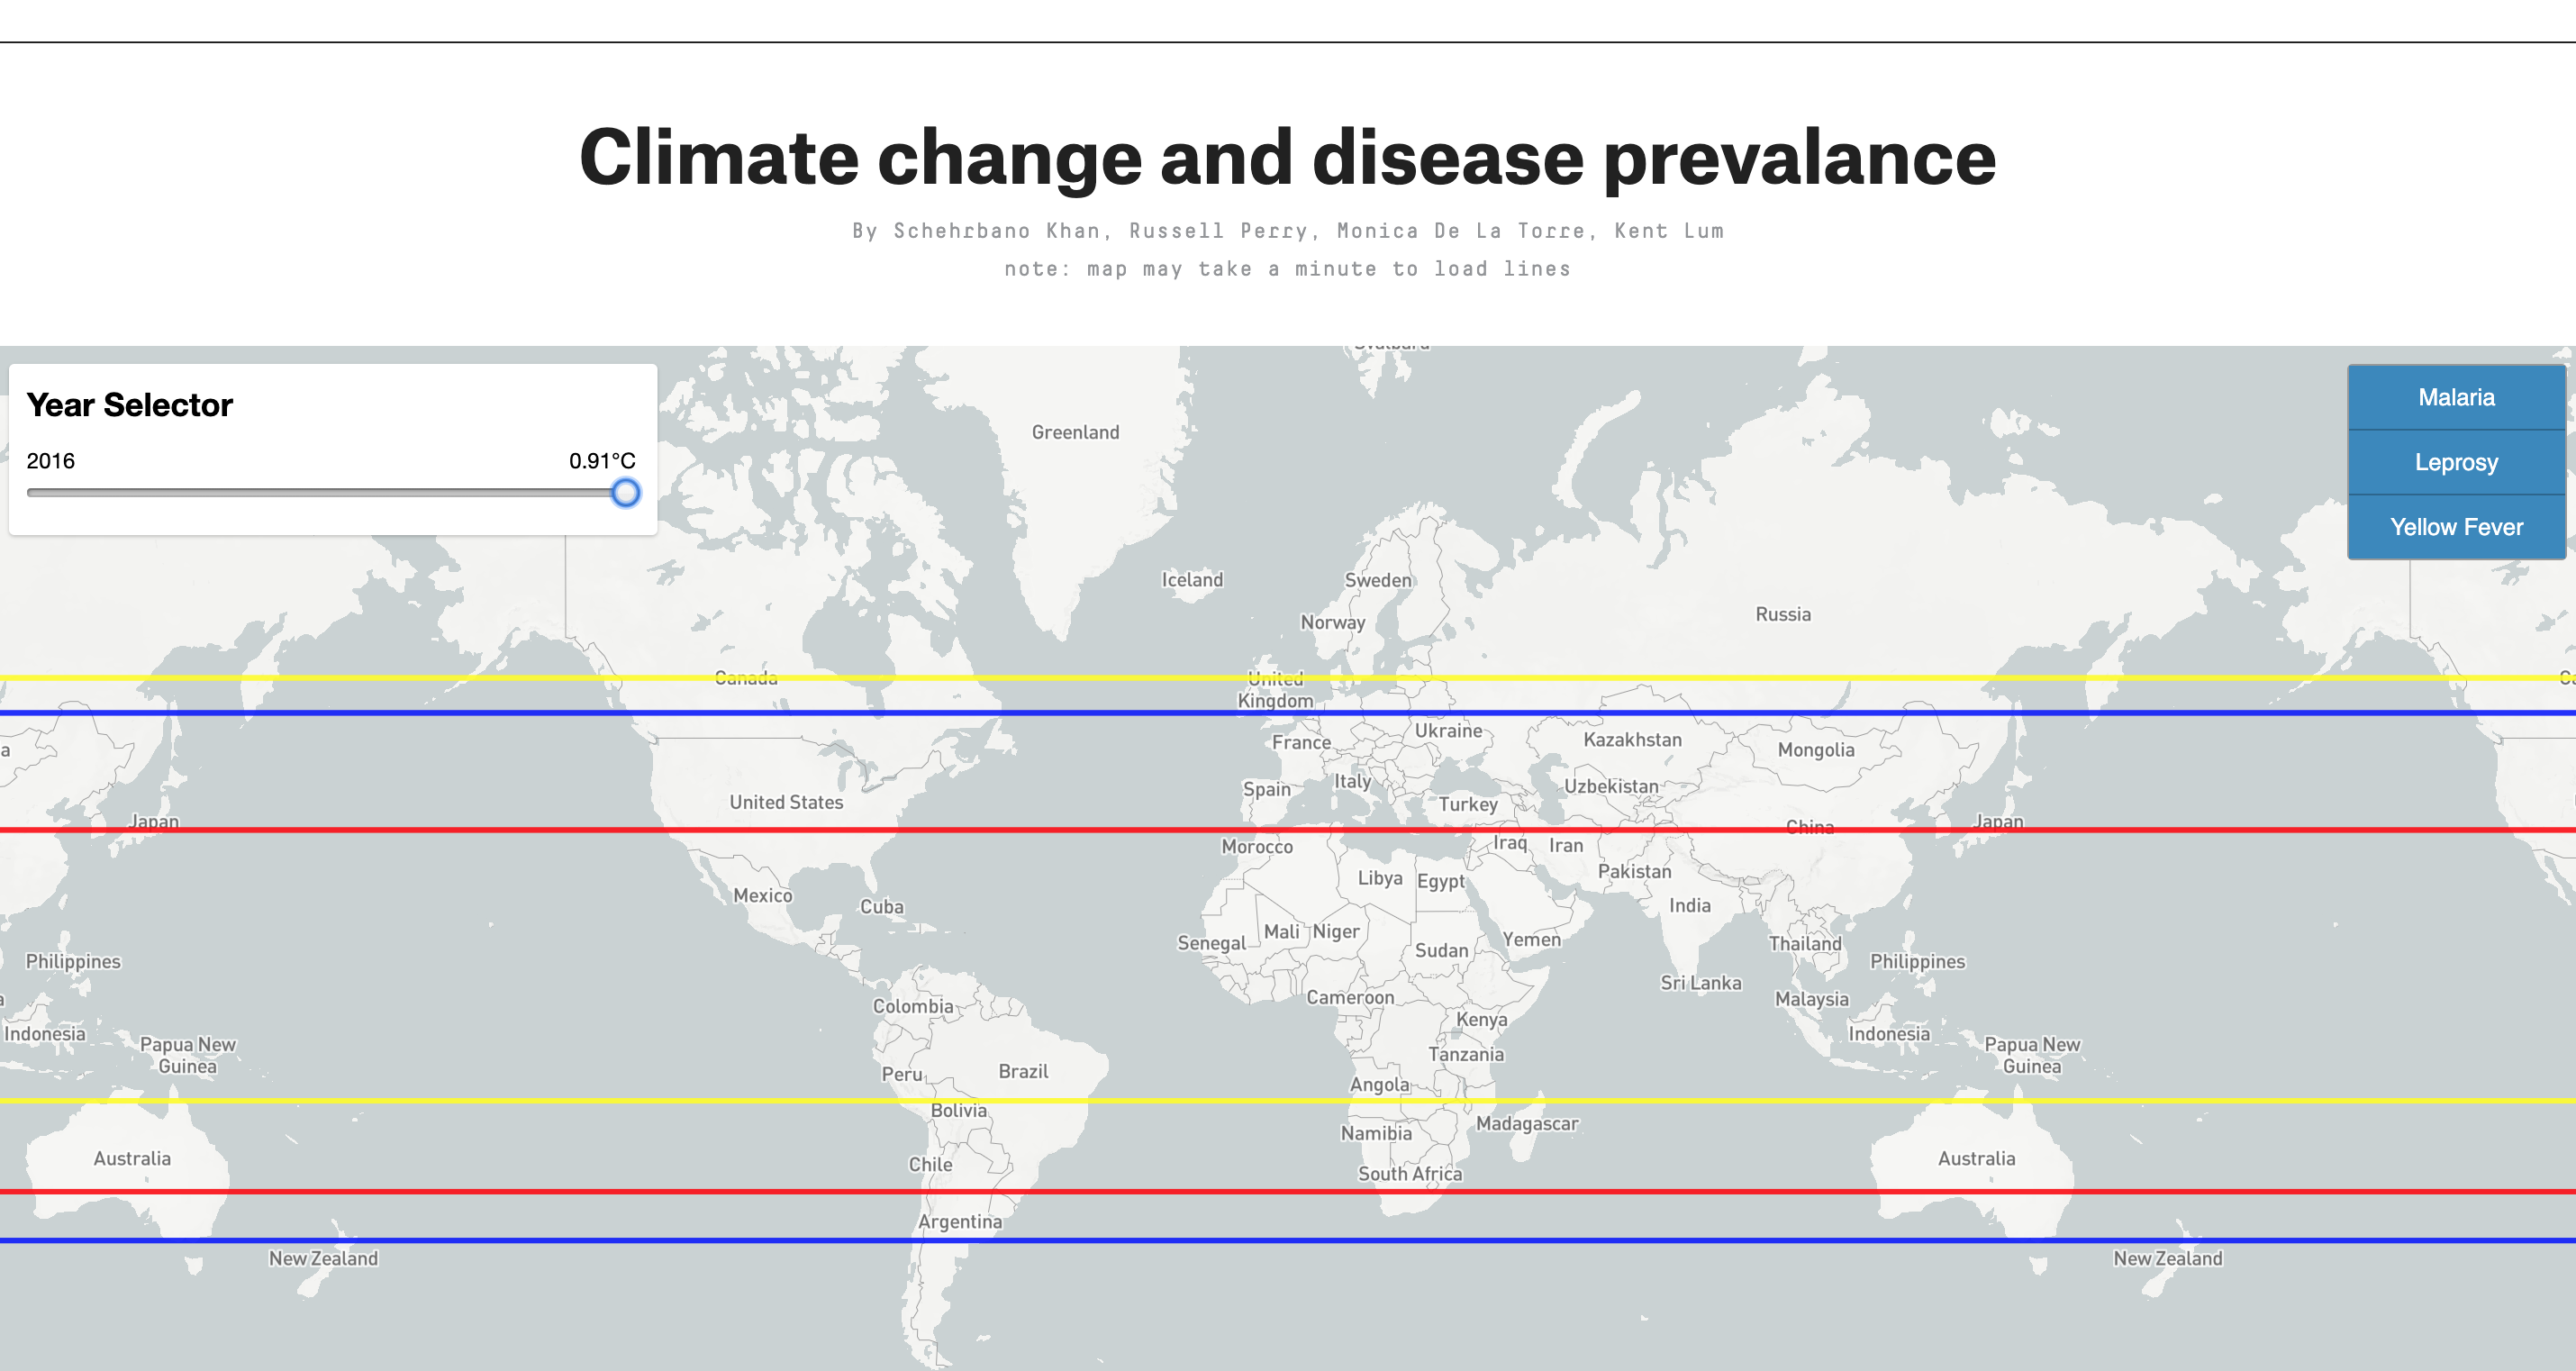 Climate change and disease prevalance
By Schehrbano Khan, Russell Perry, Monica De La Torre, Kent Lum
note: map may take a minute to load lines
Year Selector
2016 0.91°C
Malaria
Leprosy
Yellow Fever
Svalbard
Greenland
Iceland
Sweden
Norway
Russia
Canada
United
Kingdom
France
Ukraine
Kazakhstan
Mongolia
Spain
Italy
Turkey
Uzbekistan
United States
Japan
China
Japan
Morocco
Iraq
Iran
Libya
Egypt
Pakistan
Mexico
Cuba
India
Senegal
Mali
Niger
Sudan
Yemen
Thailand
Philippines
Philippines
Sri Lanka
Cameroon
Malaysia
Colombia
Indonesia
Kenya
Indonesia
Papua New
Guinea
Tanzania
Papua New
Guinea
Peru
Brazil
Angola
Bolivia
Madagascar
Namibia
Australia
Chile
South Africa
Australia
Argentina
New Zealand
New Zealand